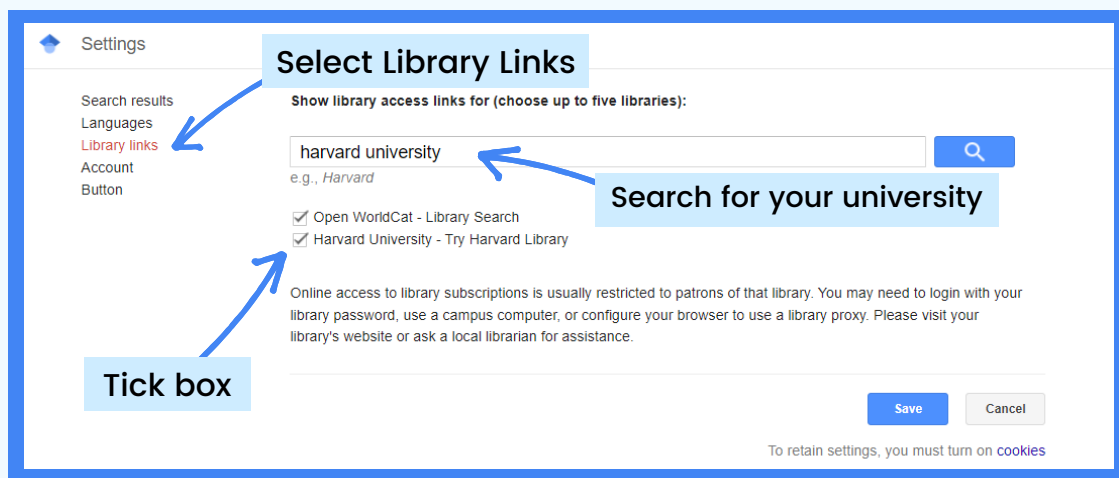 Settings
Select Library Links
Search results
Languages
Library links
Account
Button
Show library access links for (choose up to five libraries):
harvard university
e.g., Harvard
Search for your university
Open WorldCat - Library Search
Harvard University - Try Harvard Library
Tick box
Online access to library subscriptions is usually restricted to patrons of that library. You may need to login with your
library password, use a campus computer, or configure your browser to use a library proxy. Please visit your
library's website or ask a local librarian for assistance.
Save
Cancel
To retain settings, you must turn on cookies